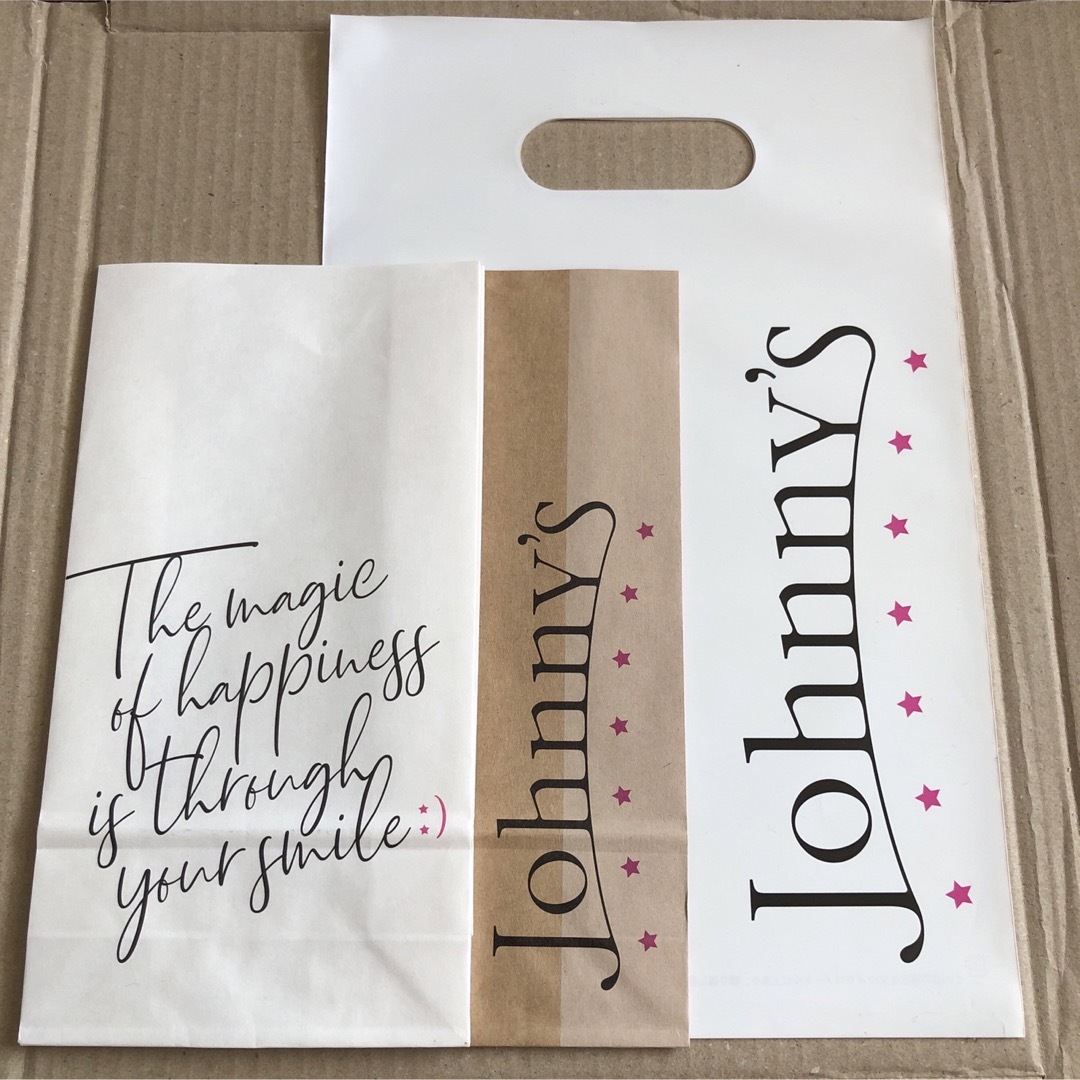 The magic
of happiness
is through
your smile :)
Johnny's
Johnny's